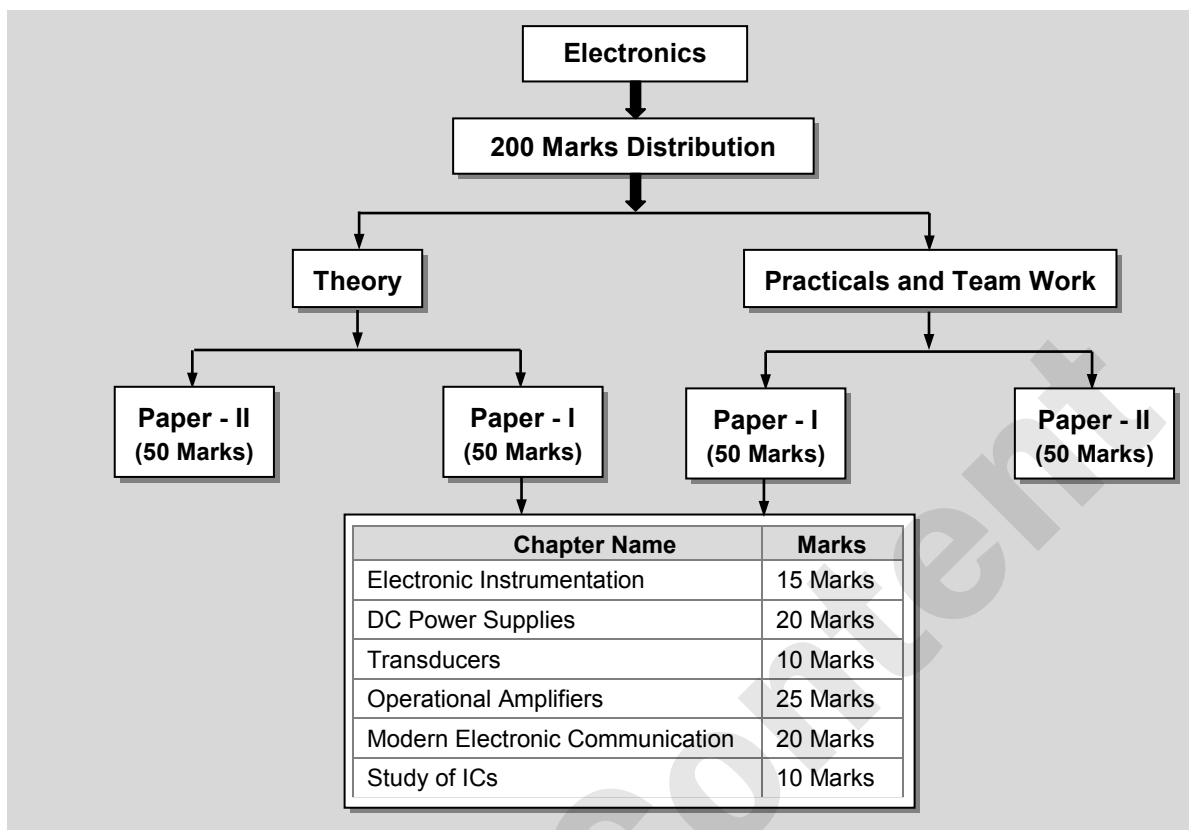 Electronics
200 Marks Distribution
Theory
Practicals and Team Work
Paper - II
(50 Marks)
Paper - I
(50 Marks)
Paper - I
(50 Marks)
Paper - II
(50 Marks)
Chapter Name Marks
Electronic Instrumentation 15 Marks
DC Power Supplies 20 Marks
Transducers 10 Marks
Operational Amplifiers 25 Marks
Modern Electronic Communication 20 Marks
Study of ICs 10 Marks
Content